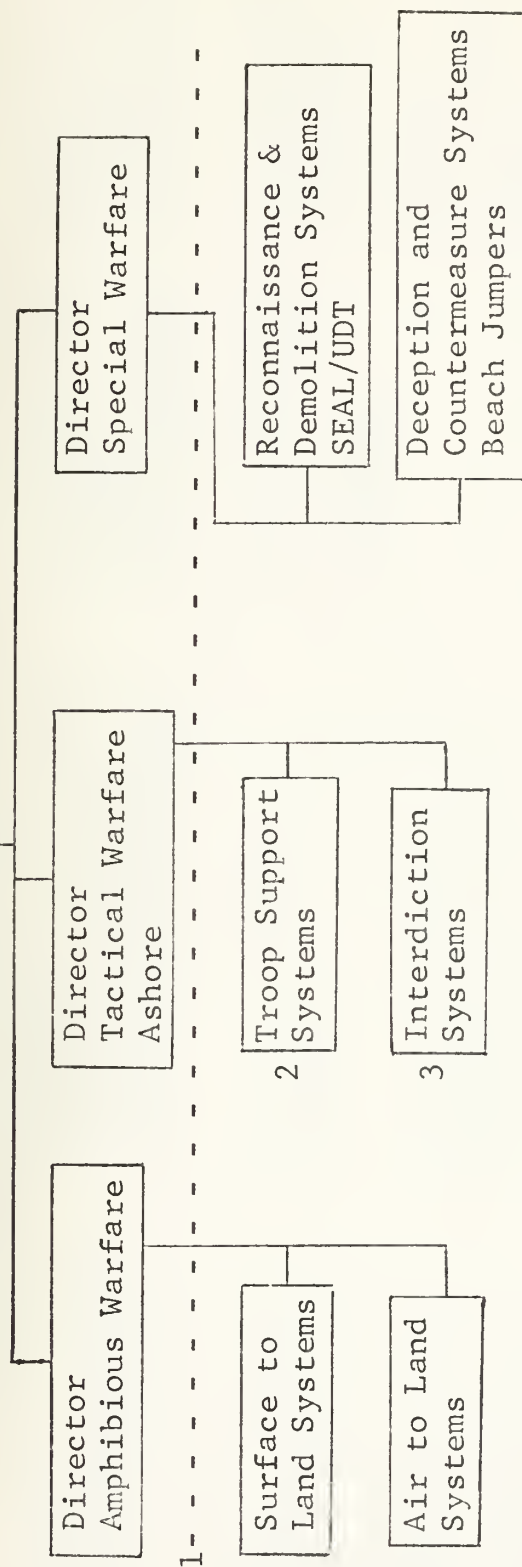 Director
Amphibious Warfare
Director
Tactical Warfare
Ashore
Director
Special Warfare
1
Surface to
Land Systems
2
Troop Support
Systems
Reconnaissance &
Demolition Systems
SEAL/UDT
Air to Land
Systems
3
Interdiction
Systems
Deception and
Countermeasure Systems
Beach Jumpers